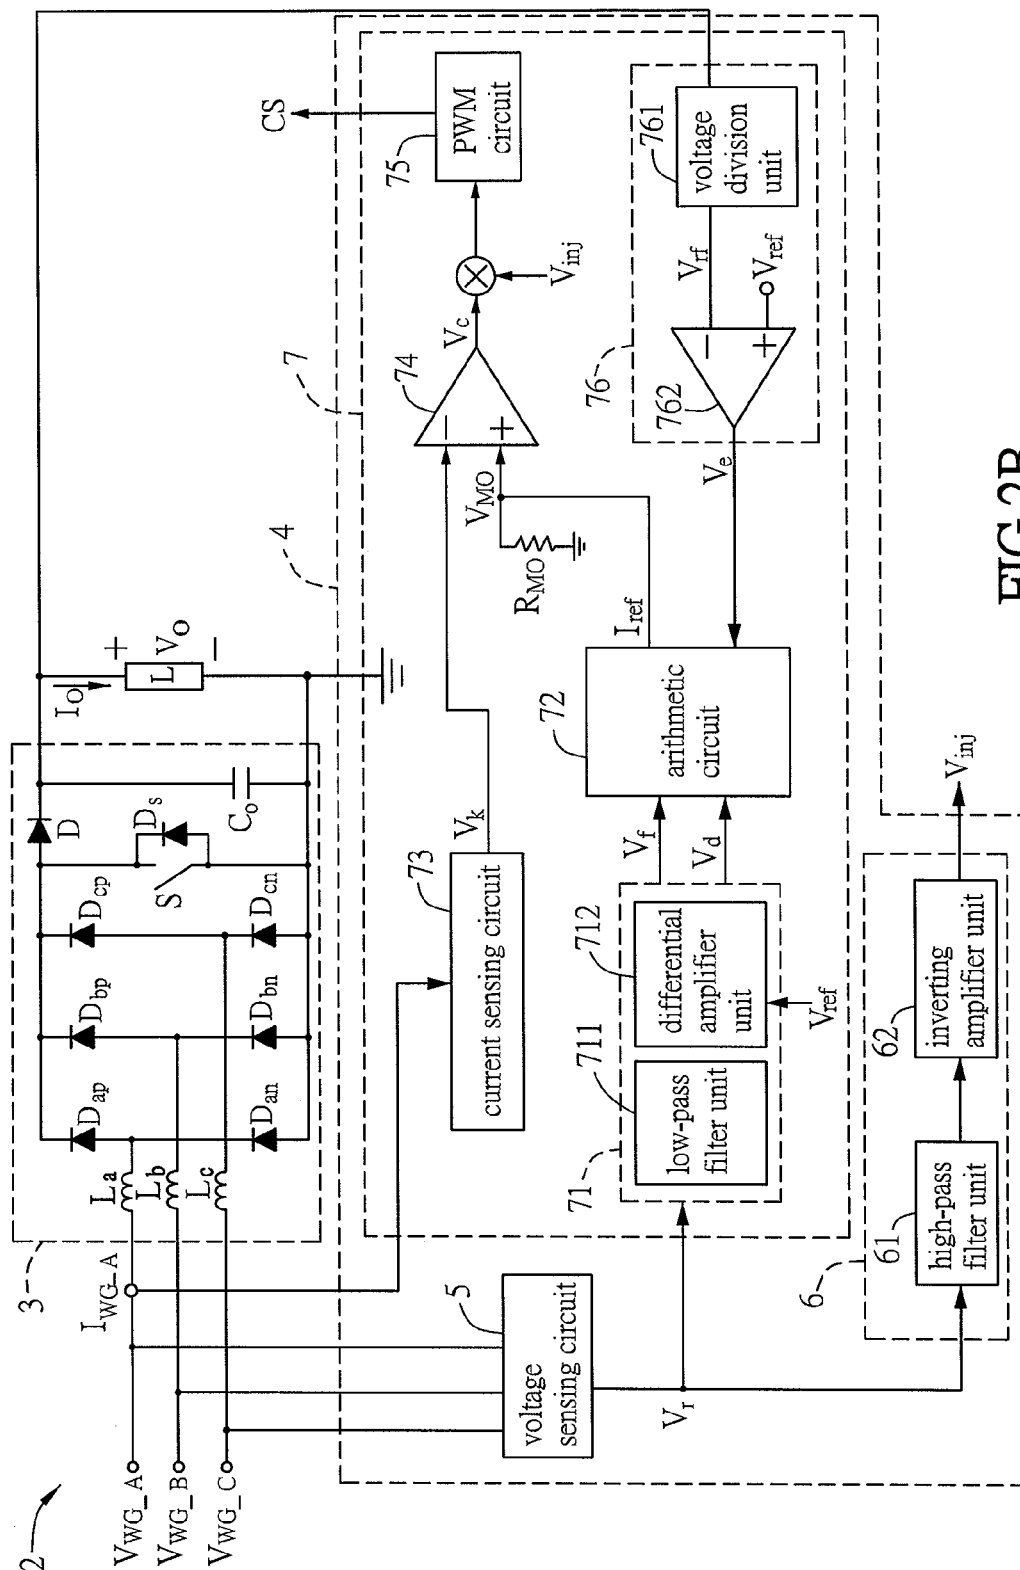 2
V_WG_A
V_WG_B
V_WG_C
I_WG_A
3
L_a
L_b
L_c
D_ap
D_bp
D_cp
D_an
D_bn
D_cn
S
D_s
D
C_o
I_O
+
L
V_O
−
4
7
5
voltage
sensing circuit
V_r
73
current sensing circuit
V_k
R_MO
V_MO
−
+
74
V_c
V_inj
75
PWM
circuit
CS
71
711
low-pass
filter unit
712
differential
amplifier
unit
V_ref
V_f
V_d
72
arithmetic
circuit
I_ref
V_e
76
762
−
+
V_rf
V_ref
761
voltage
division
unit
6
61
high-pass
filter unit
62
inverting
amplifier unit
V_inj